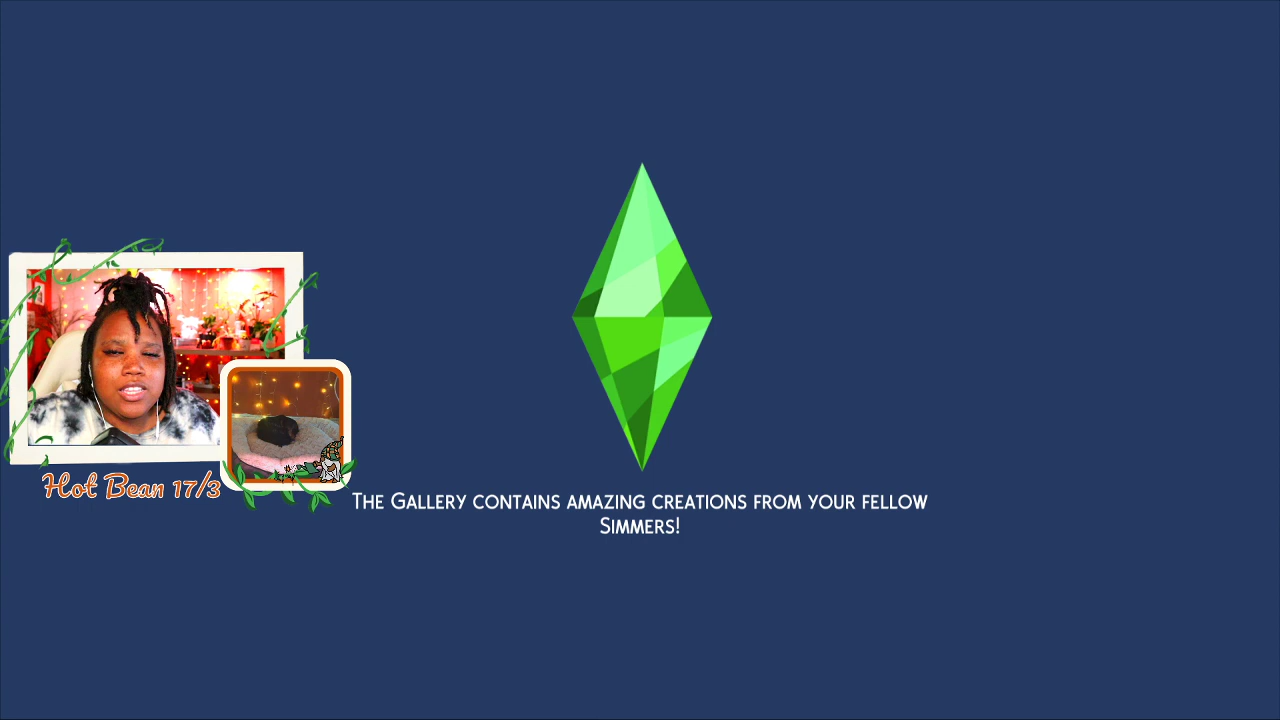 Hot Bean 17/3
The Gallery contains amazing creations from your fellow
Simmers!